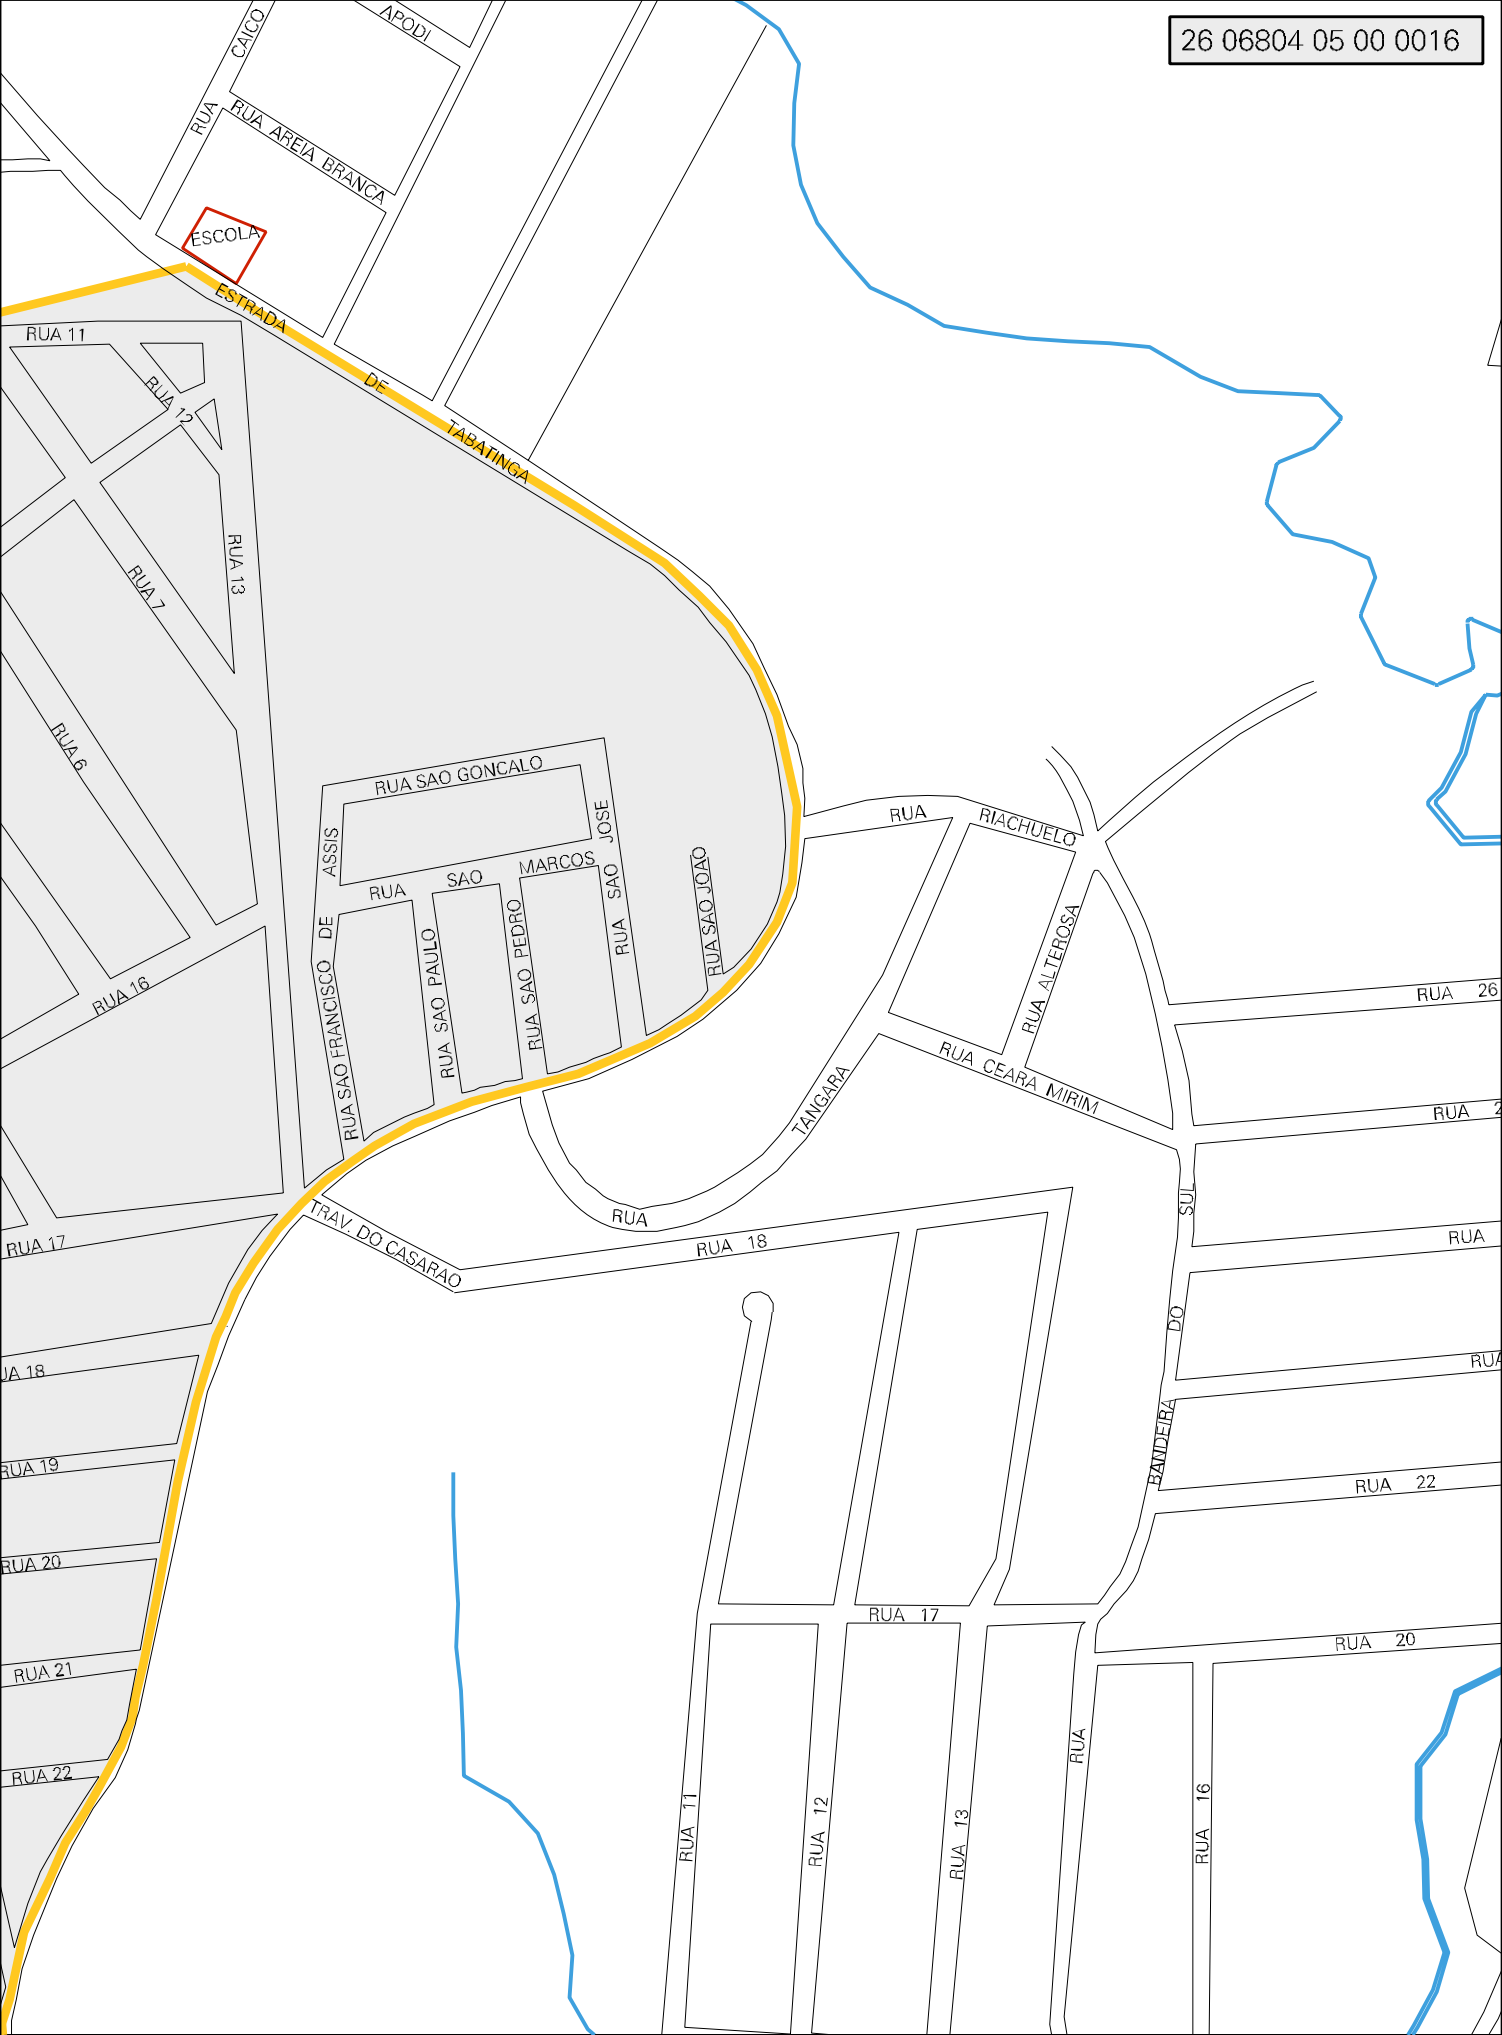 26 06804 05 00 0016
APODI
RUA CAICO
RUA AREIA BRANCA
ESCOLA
ESTRADA DE TABATINGA
RUA 11
RUA 12
RUA 13
RUA 7
RUA 6
RUA SAO GONCALO
RUA SAO FRANCISCO DE ASSIS
RUA SAO MARCOS
RUA SAO JOSE
RUA SAO JOAO
RUA SAO PAULO
RUA SAO PEDRO
RUA RIACHUELO
RUA ALTEROSA
RUA 26
RUA 16
RUA CEARA MIRIM
RUA TANGARA
RUA 2
RUA 17
TRAV. DO CASARAO
RUA 18
RUA
UA 18
RUA
RUA 19
RUA 22
RUA 20
RUA 17
RUA 20
RUA 21
RUA 22
RUA 11
RUA 12
RUA 13
RUA BANDEIRA DO SUL
RUA 16